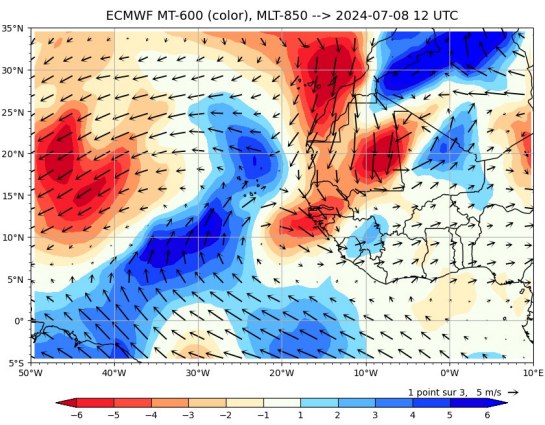 ECMWF MT-600 (color), MLT-850 --> 2024-07-08 12 UTC
35°N
30°N
25°N
20°N
15°N
10°N
5°N
0°
5°S
50°W 40°W 30°W 20°W 10°W 0°W 10°E
1 point sur 3, 5 m/s
−6 −5 −4 −3 −2 −1 1 2 3 4 5 6